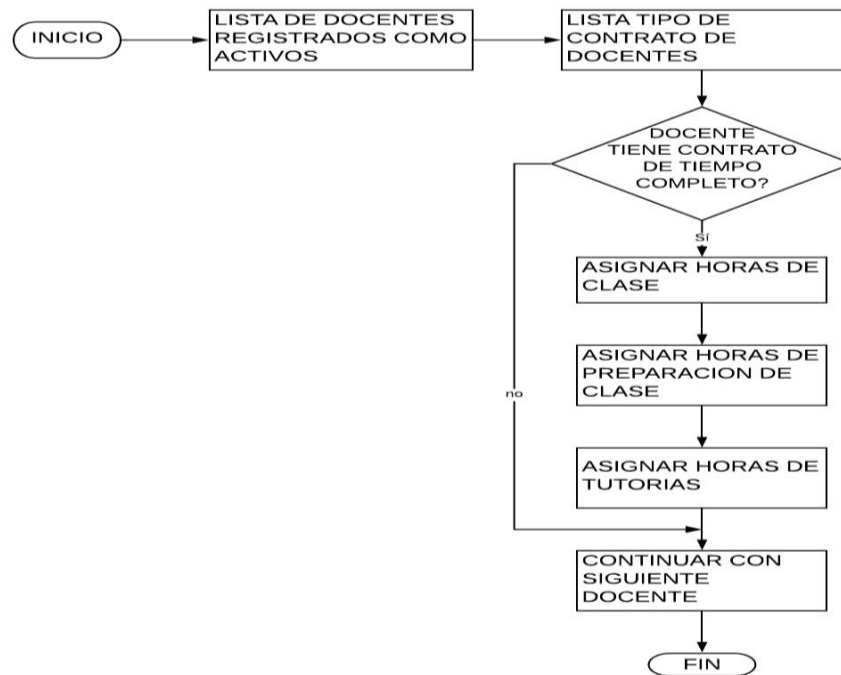 INICIO
LISTA DE DOCENTES
REGISTRADOS COMO
ACTIVOS
LISTA TIPO DE
CONTRATO DE
DOCENTES
DOCENTE
TIENE CONTRATO
DE TIEMPO
COMPLETO?
Sí
ASIGNAR HORAS DE
CLASE
ASIGNAR HORAS DE
PREPARACION DE
CLASE
no
ASIGNAR HORAS DE
TUTORIAS
CONTINUAR CON
SIGUIENTE
DOCENTE
FIN